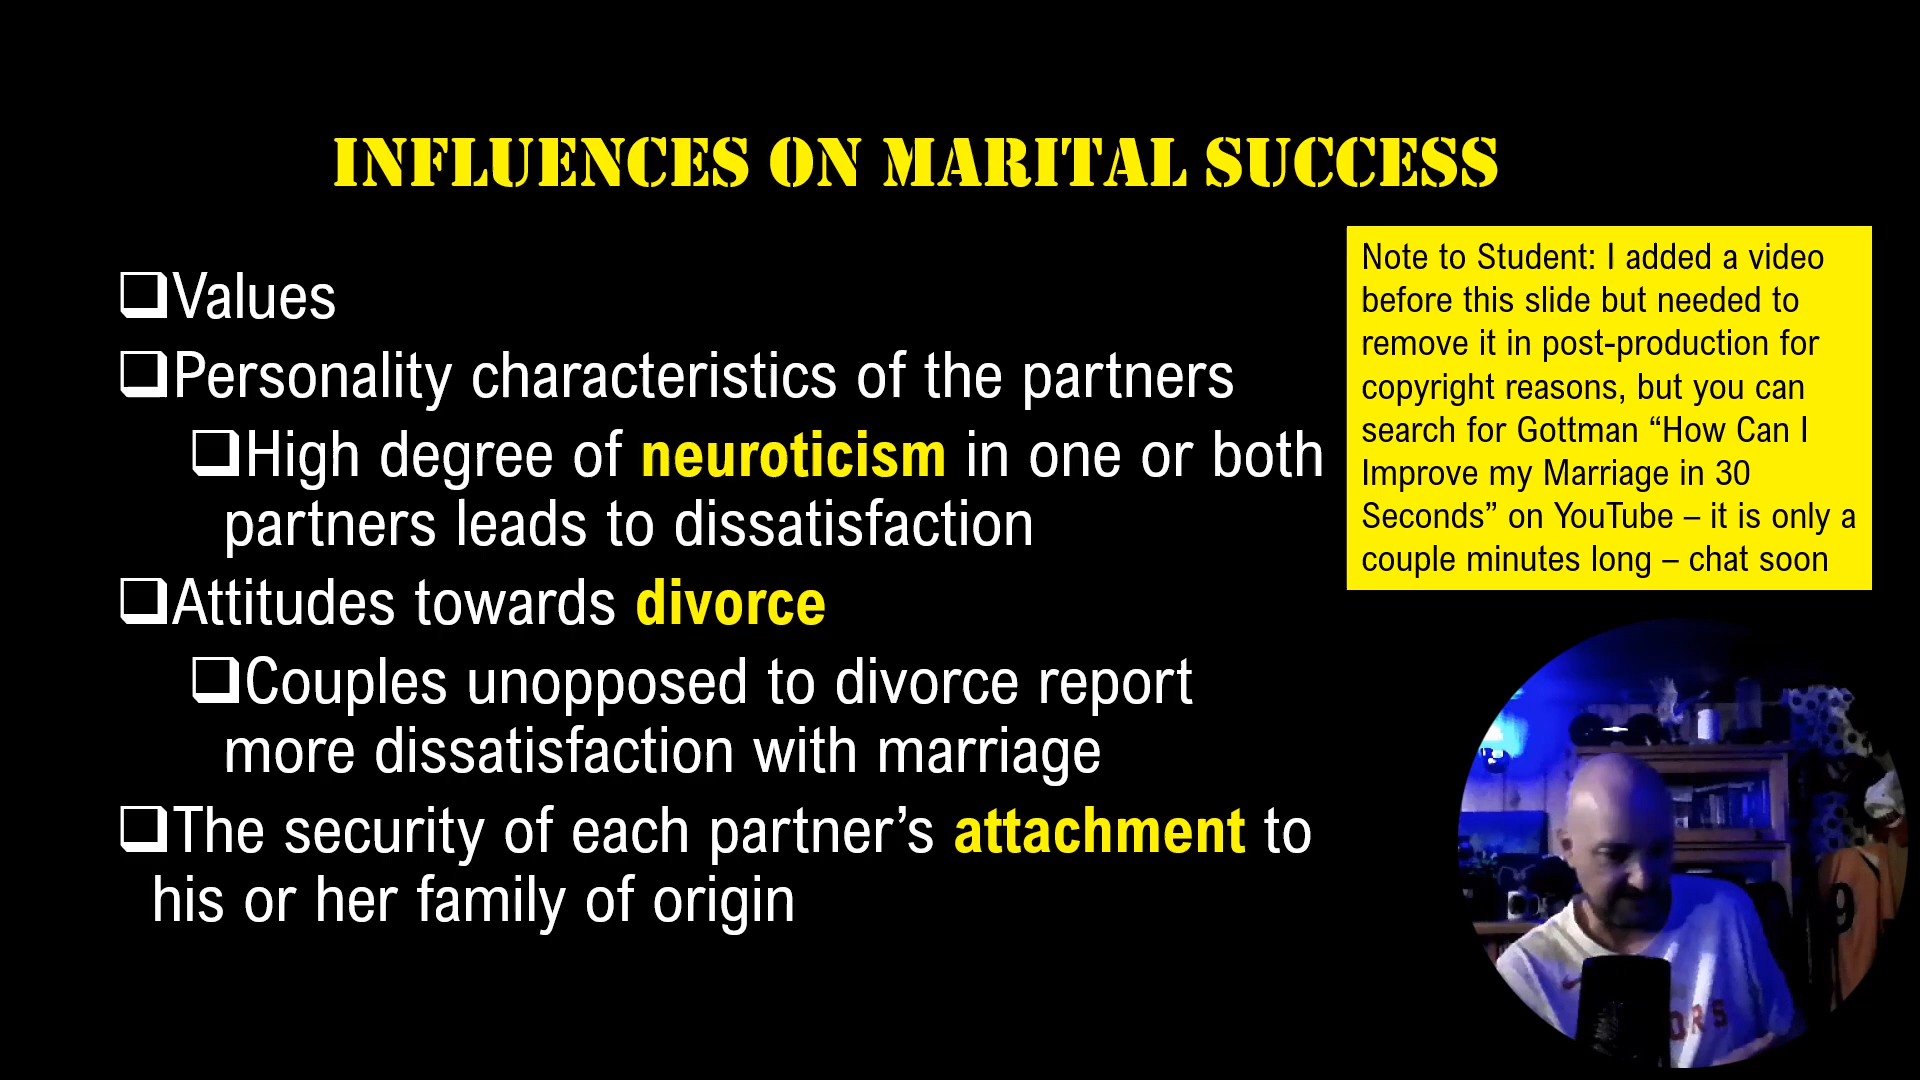 INFLUENCES ON MARITAL SUCCESS
❑Values
❑Personality characteristics of the partners
❑High degree of neuroticism in one or both
partners leads to dissatisfaction
❑Attitudes towards divorce
❑Couples unopposed to divorce report
more dissatisfaction with marriage
❑The security of each partner’s attachment to
his or her family of origin
Note to Student: I added a video
before this slide but needed to
remove it in post-production for
copyright reasons, but you can
search for Gottman “How Can I
Improve my Marriage in 30
Seconds” on YouTube – it is only a
couple minutes long – chat soon
9